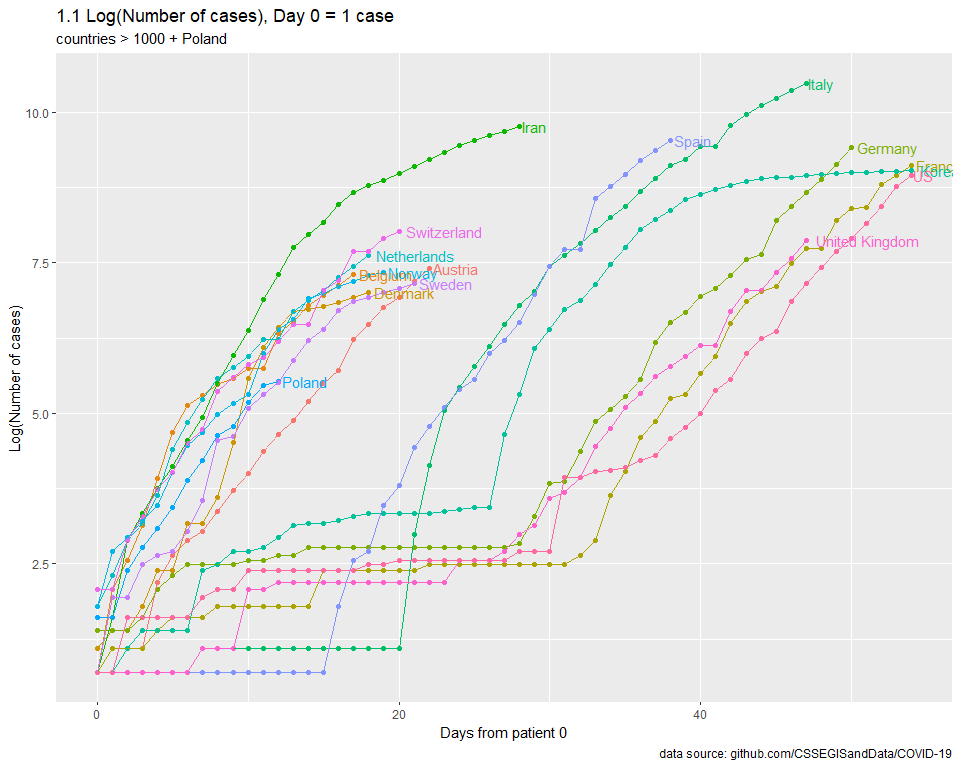 1.1 Log(Number of cases), Day 0 = 1 case
countries > 1000 + Poland
Log(Number of cases)
10.0
7.5
5.0
2.5
Italy
Iran
Spain
Germany
France
Korea
US
Switzerland
United Kingdom
Netherlands
Austria
Belgium
Norway
Sweden
Denmark
Poland
0
20
40
Days from patient 0
data source: github.com/CSSEGISandData/COVID-19